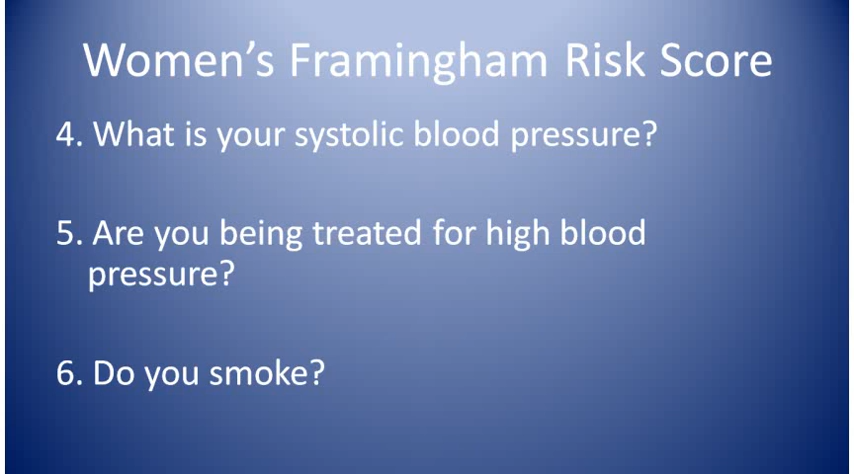 Women’s Framingham Risk Score
4. What is your systolic blood pressure?
5. Are you being treated for high blood
pressure?
6. Do you smoke?